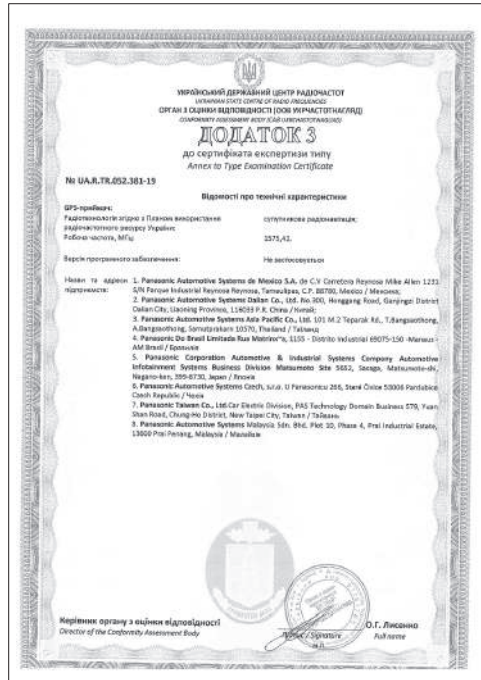 УКРАЇНСЬКИЙ ДЕРЖАВНИЙ ЦЕНТР РАДІОЧАСТОТ
UKRAINIAN STATE CENTRE OF RADIO FREQUENCIES
ОРГАН З ОЦІНКИ ВІДПОВІДНОСТІ (ООВ УКРЧАСТОТНАГЛЯД)
CONFORMITY ASSESSMENT BODY (CAB UKRCHASTOTNAGLIAD)
ДОДАТОК 3
до сертифіката експертизи типу
Annex to Type Examination Certificate
№ UA.R.TR.052.381-19
Відомості про технічні характеристики
GPS-приймач:
Радіотехнологія згідно з Планом використання супутникова радіонавігація;
радіочастотного ресурсу України:
Робоча частота, МГц: 1575,42.
Версія програмного забезпечення: Не застосовується
Назви та адреси 1. Panasonic Automotive Systems de Mexico S.A. de C.V Carretera Reynosa Mike Allen 1231
підприємств: S/N Parque Industrial Reynosa Reynosa, Tamaulipas, C.P. 88780, Mexico / Мексика;
2. Panasonic Automotive Systems Dalian Co., Ltd. No.300, Honggang Road, Ganjingzi District
Dalian City, Liaoning Province, 116033 P.R. China / Китай;
3. Panasonic Automotive Systems Asia Pacific Co., Ltd. 101 M.2 Teparak Rd., T.Bangsaothong,
A.Bangsaothong, Samutprakarn 10570, Thailand / Таїланд
4. Panasonic Do Brasil Limitada Rua Matrinx"a, 1155 - Distrito Industrial 69075-150 -Manaus -
AM Brazil / Бразилія
5. Panasonic Corporation Automotive & Industrial Systems Company Automotive
Infotainment Systems Business Division Matsumoto Site 5652, Sasaga, Matsumoto-shi,
Nagano-ken, 399-8730, Japan / Японія
6. Panasonic Automotive Systems Czech, s.r.o. U Panasonicu 266, Staré Čivice 53006 Pardubice
Czech Republic / Чехія
7. Panasonic Taiwan Co., Ltd.Car Electric Division, PAS Technology Domain Business 579, Yuan
Shan Road, Chung-Ho District, New Taipei City, Taiwan / Тайвань
8. Panasonic Automotive Systems Malaysia Sdn. Bhd. Plot 10, Phase 4, Prai Industrial Estate,
13600 Prai Penang, Malaysia / Малайзія
Керівник органу з оцінки відповідності
Director of the Conformity Assessment Body
Підпис / Signature
М.П.
О.Г. Лисенко
Full name